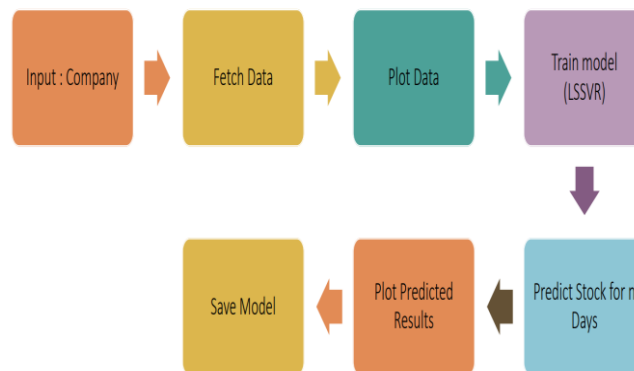 Input : Company
Fetch Data
Plot Data
Train model
(LSSVR)
Save Model
Plot Predicted
Results
Predict Stock for n
Days